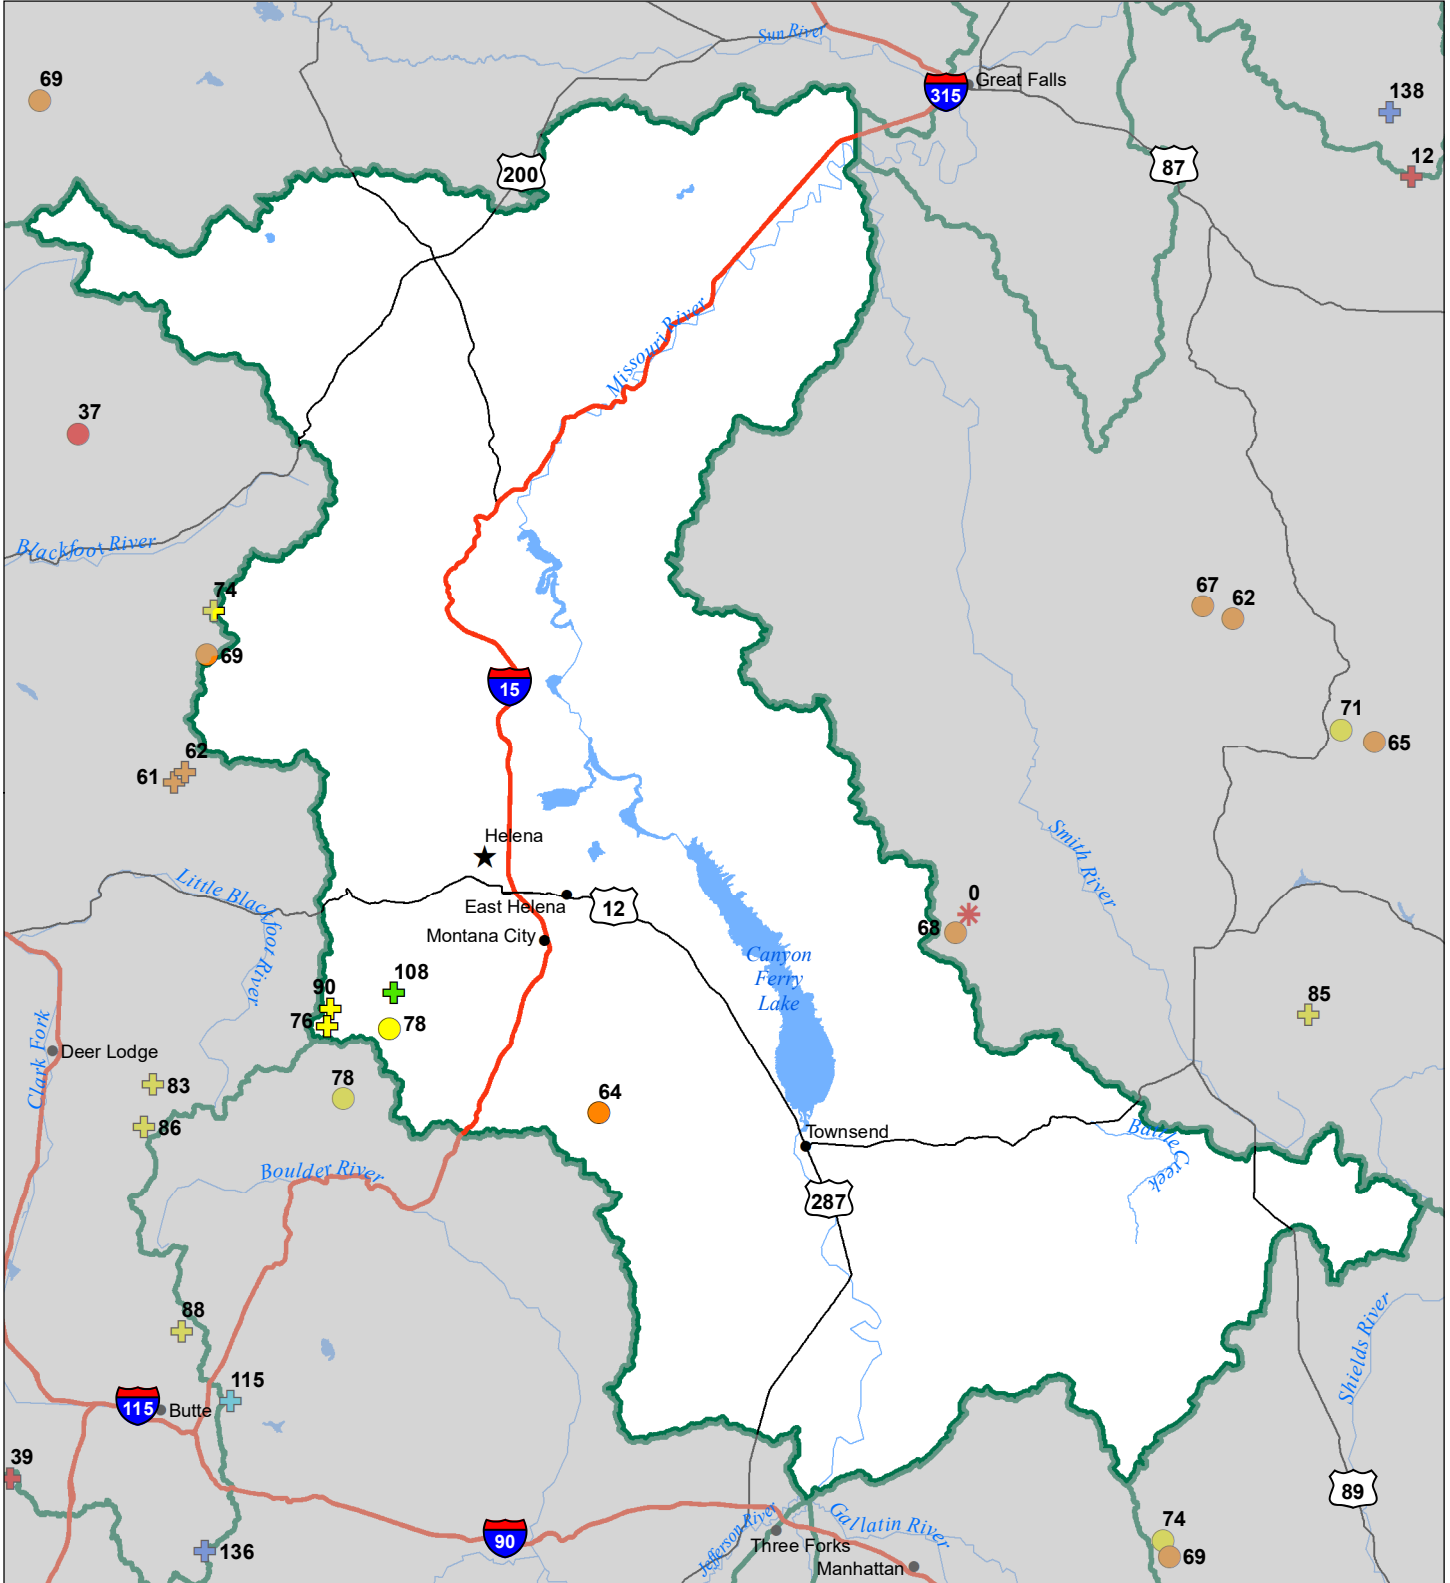 Sun River
69
Great Falls
315
138
87
12
200
Missouri River
37
Blackfoot River
74
67
62
69
15
71
65
62
61
Helena
Smith River
Little Blackfoot River
East Helena
12
0
68
Montana City
Canyon
Ferry
Lake
108
90
85
76
78
Clark Fork
Deer Lodge
83
78
64
86
Townsend
Battle Creek
Boulder River
287
88
Shields River
115
115
Butte
39
89
Jefferson River
Gallatin River
74
90
136
Three Forks
69
Manhattan